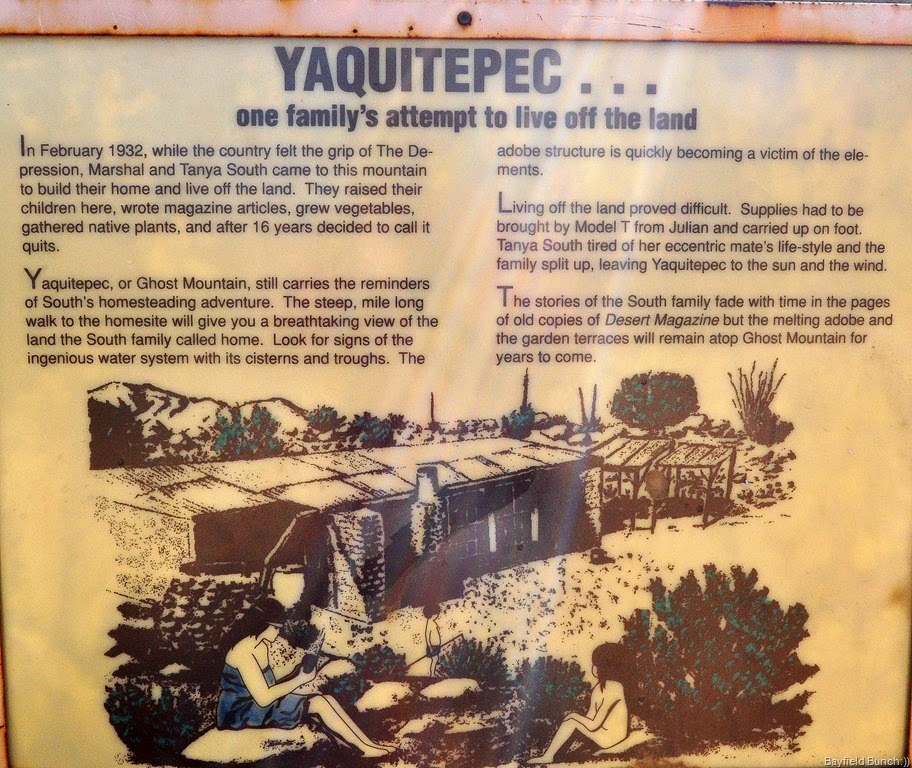 YAQUITEPEC . . .
one family's attempt to live off the land
In February 1932, while the country felt the grip of The De-
pression, Marshal and Tanya South came to this mountain
to build their home and live off the land. They raised their
children here, wrote magazine articles, grew vegetables,
gathered native plants, and after 16 years decided to call it
quits.
Yaquitepec, or Ghost Mountain, still carries the reminders
of South's homesteading adventure. The steep, mile long
walk to the homesite will give you a breathtaking view of the
land the South family called home. Look for signs of the
ingenious water system with its cisterns and troughs. The
adobe structure is quickly becoming a victim of the ele-
ments.
Living off the land proved difficult. Supplies had to be
brought by Model T from Julian and carried up on foot.
Tanya South tired of her eccentric mate's life-style and the
family split up, leaving Yaquitepec to the sun and the wind.
The stories of the South family fade with time in the pages
of old copies of Desert Magazine but the melting adobe and
the garden terraces will remain atop Ghost Mountain for
years to come.
Bayfield Bunch:))